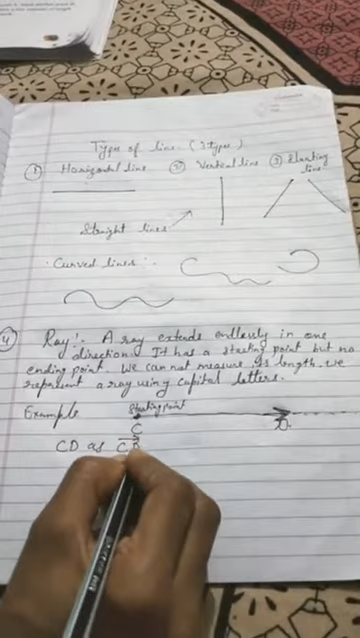 Types of line. (3 types)
① Horizontal line ② Vertical line ③ Slanting line
Straight lines
Curved lines :-
④ Ray:- A ray extends endlessly in one
direction. It has a starting point but no
ending point. We can not measure its length. We
represent a ray using capital letters.
Example Starting point
C D
CD as C